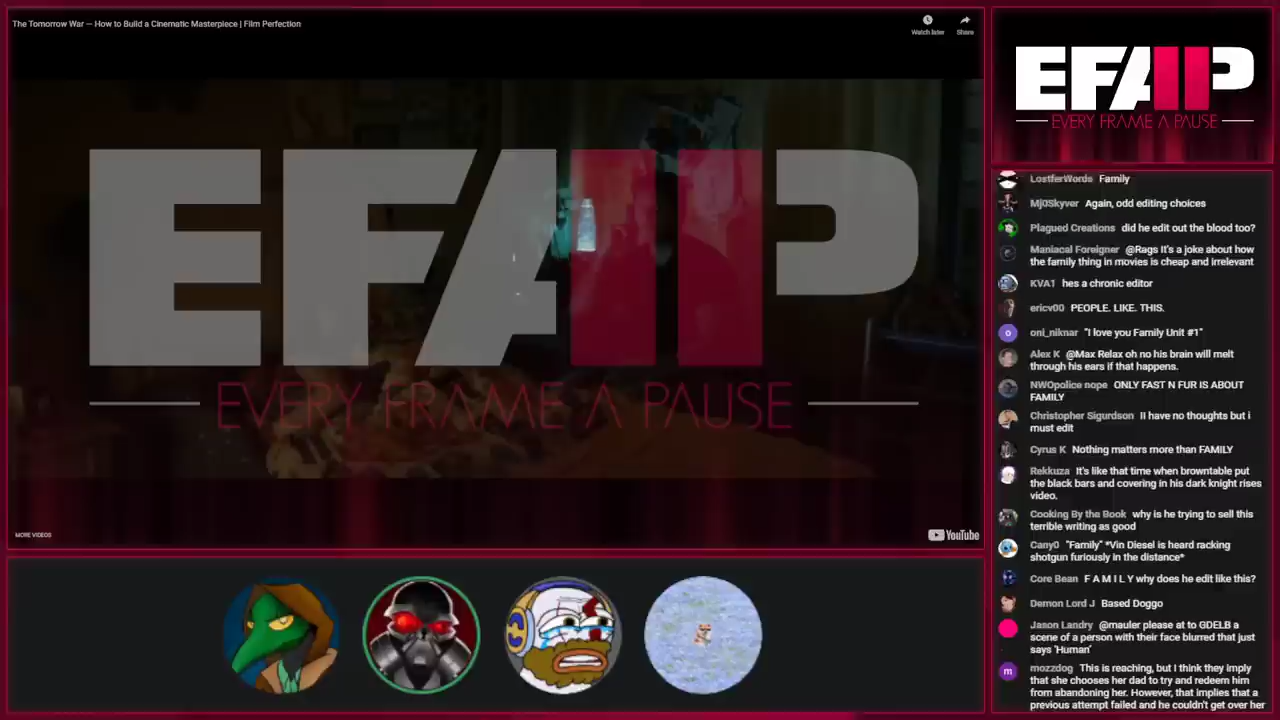 The Tomorrow War – How to Build a Cinematic Masterpiece | Film Perfection
Watch later
Share
EFAP
EVERY FRAME A PAUSE
MORE VIDEOS
YouTube
EFAP
EVERY FRAME A PAUSE
LostferWords Family
MjúSkyver Again, odd editing choices
Plagued Creations did he edit out the blood too?
Maniacal Foreigner @Rags It's a joke about how
the family thing in movies is cheap and irrelevant
KVA1 hes a chronic editor
ericv00 PEOPLE. LIKE. THIS.
oni_niknar "I love you Family Unit #1"
Alex K @Max Relax oh no his brain will melt
through his ears if that happens.
NWOpolice nope ONLY FAST N FUR IS ABOUT
FAMILY
Christopher Sigurdson II have no thoughts but i
must edit
Cyrus K Nothing matters more than FAMILY
Rekkuza It's like that time when browntable put
the black bars and covering in his dark knight rises
video.
Cooking By the Book why is he trying to sell this
terrible writing as good
Cany0 "Family" *Vin Diesel is heard racking
shotgun furiously in the distance*
Core Bean F A M I L Y why does he edit like this?
Demon Lord J Based Doggo
Jason Landry @mauler please at to GDELB a
scene of a person with their face blurred that just
says 'Human'
mozzdog This is reaching, but I think they imply
that she chooses her dad to try and redeem him
from abandoning her. However, that implies that a
previous attempt failed and he couldn't get over her